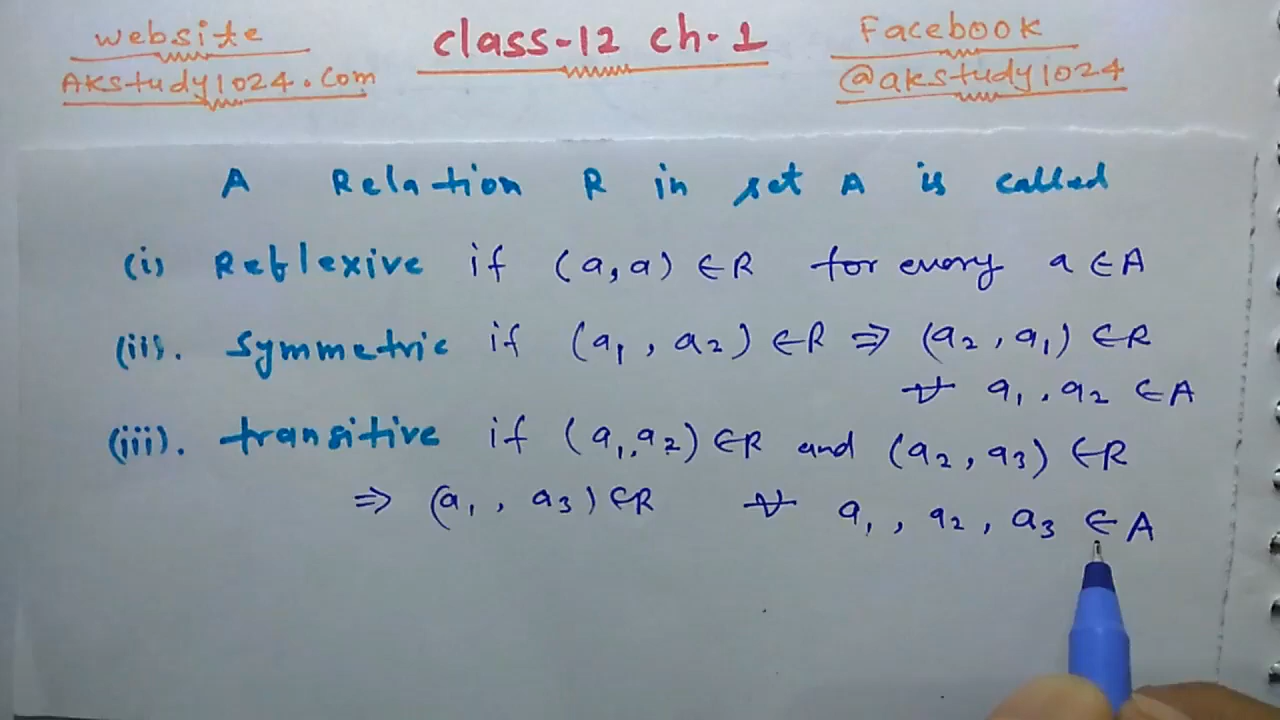 website
AKstudy1024.com
class-12 ch-1
Facebook
@akstudy1024
A Relation R in set A is called
(i) Reflexive if (a,a) ∈R for every a ∈A
(ii). symmetric if (a1, a2) ∈R ⇒ (a2, a1) ∈R
∀ a1, a2 ∈A
(iii). transitive if (a1,a2) ∈R and (a2, a3) ∈R
⇒ (a1, a3) ∈R ∀ a1, a2, a3 ∈A